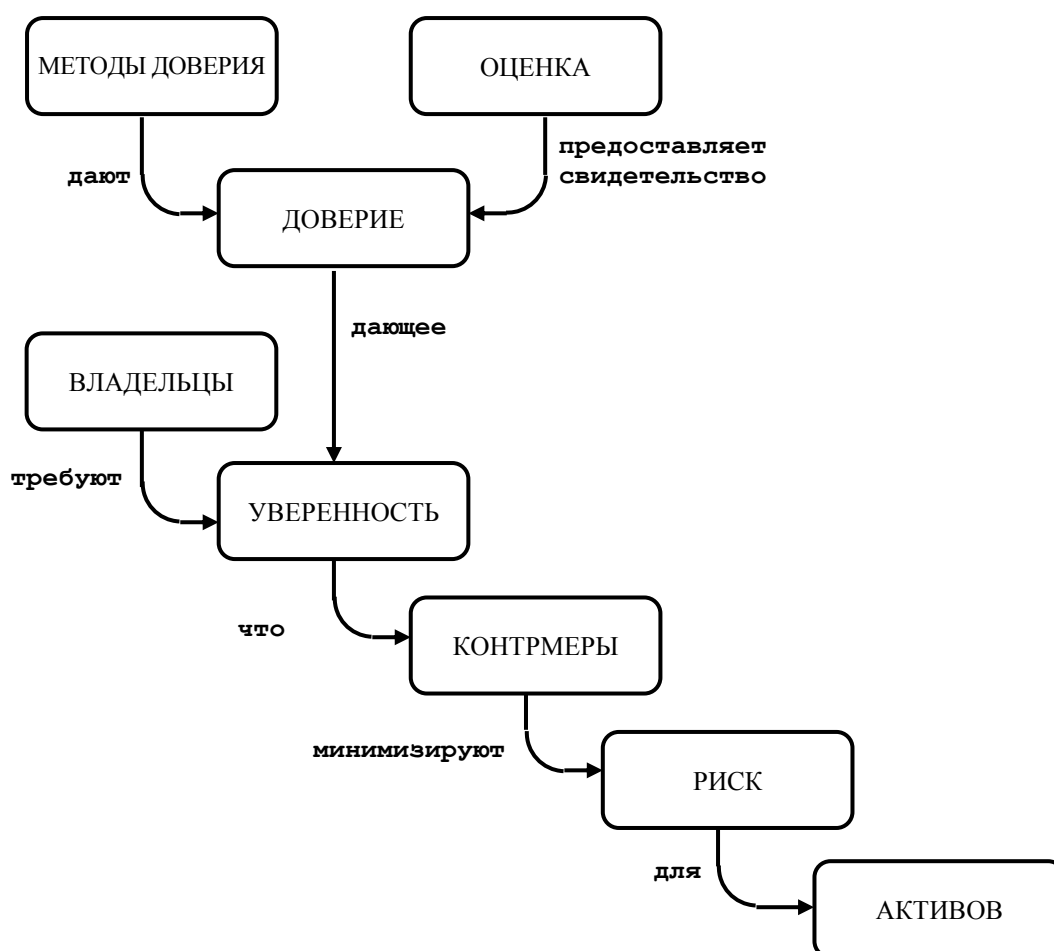 МЕТОДЫ ДОВЕРИЯ
ОЦЕНКА
дают
предоставляет
свидетельство
ДОВЕРИЕ
дающее
ВЛАДЕЛЬЦЫ
требуют
УВЕРЕННОСТЬ
что
КОНТРМЕРЫ
минимизируют
РИСК
для
АКТИВОВ